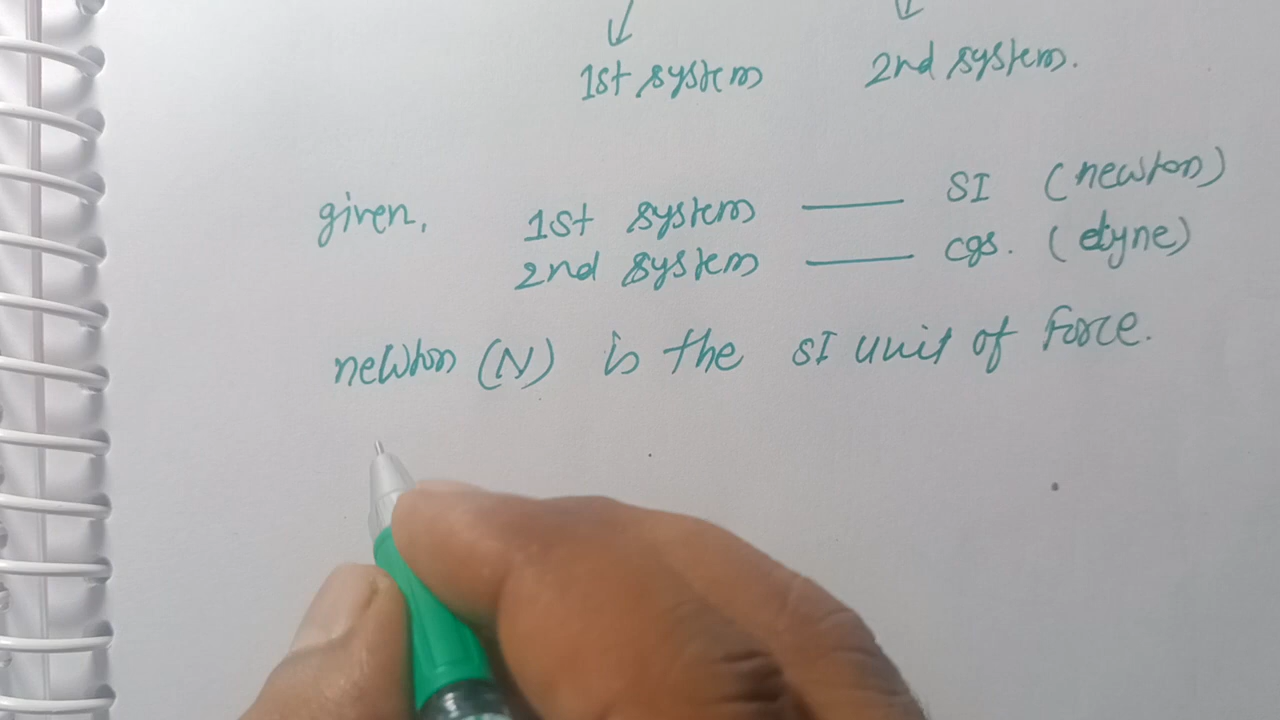 1st system 2nd system.
given, 1st system — SI (newton)
2nd system — cgs. (dyne)
newton (N) is the SI unit of Force.